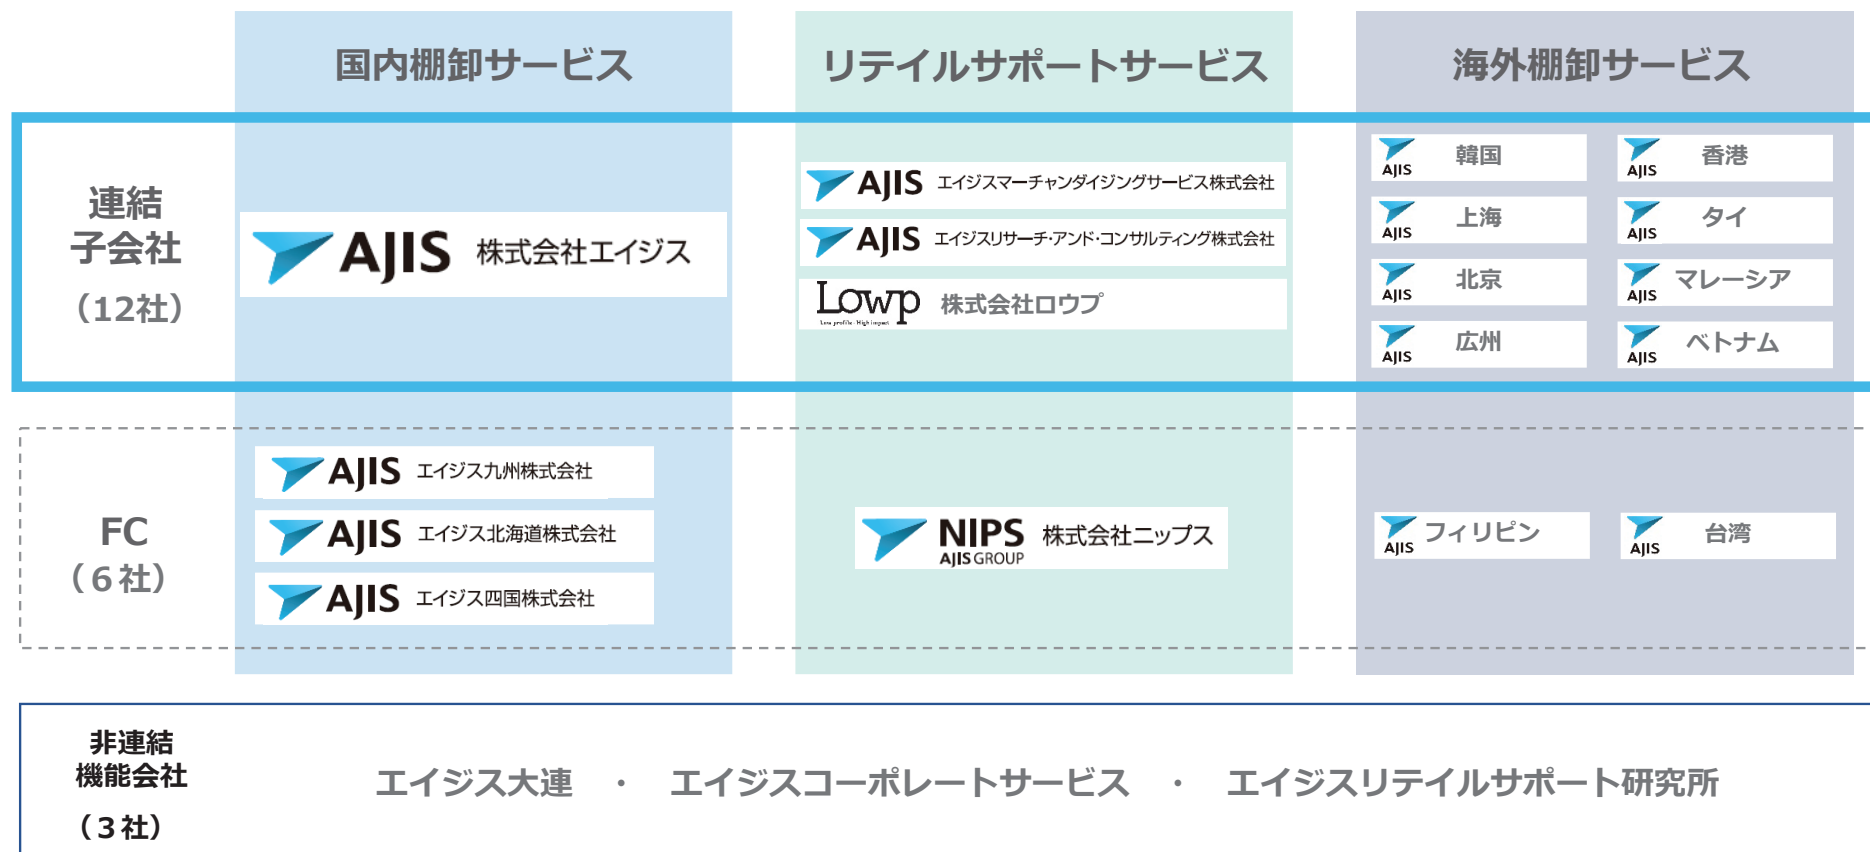 国内棚卸サービス
リテイルサポートサービス
海外棚卸サービス
連結
子会社
（12社）
AJIS 株式会社エイジス
AJIS エイジスマーチャンダイジングサービス株式会社
AJIS エイジスリサーチ・アンド・コンサルティング株式会社
Lowp 株式会社ロウプ
Low profile・High impact
AJIS 韓国
AJIS 香港
AJIS 上海
AJIS タイ
AJIS 北京
AJIS マレーシア
AJIS 広州
AJIS ベトナム
FC
（６社）
AJIS エイジス九州株式会社
AJIS エイジス北海道株式会社
AJIS エイジス四国株式会社
NIPS 株式会社ニップス
AJIS GROUP
AJIS フィリピン
AJIS 台湾
非連結
機能会社
（３社）
エイジス大連 ・ エイジスコーポレートサービス ・ エイジスリテイルサポート研究所